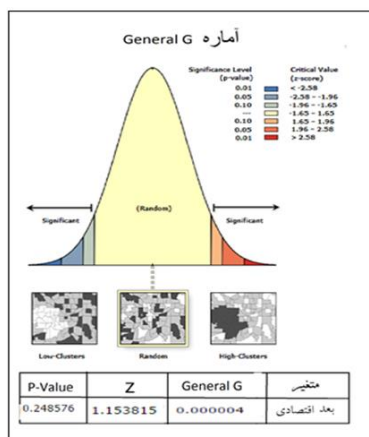 General G آماره
Significance Level (p-value)
Critical Value (z-score)
0.01 < -2.58
0.05 -2.58 - -1.96
0.10 -1.96 - -1.65
— -1.65 - 1.65
0.10 1.65 - 1.96
0.05 1.96 - 2.58
0.01 > 2.58
(Random)
Significant Significant
Low-Clusters Random High-Clusters
P-Value Z General G متغیر
0.248576 1.153815 0.000004 بعد اقتصادی